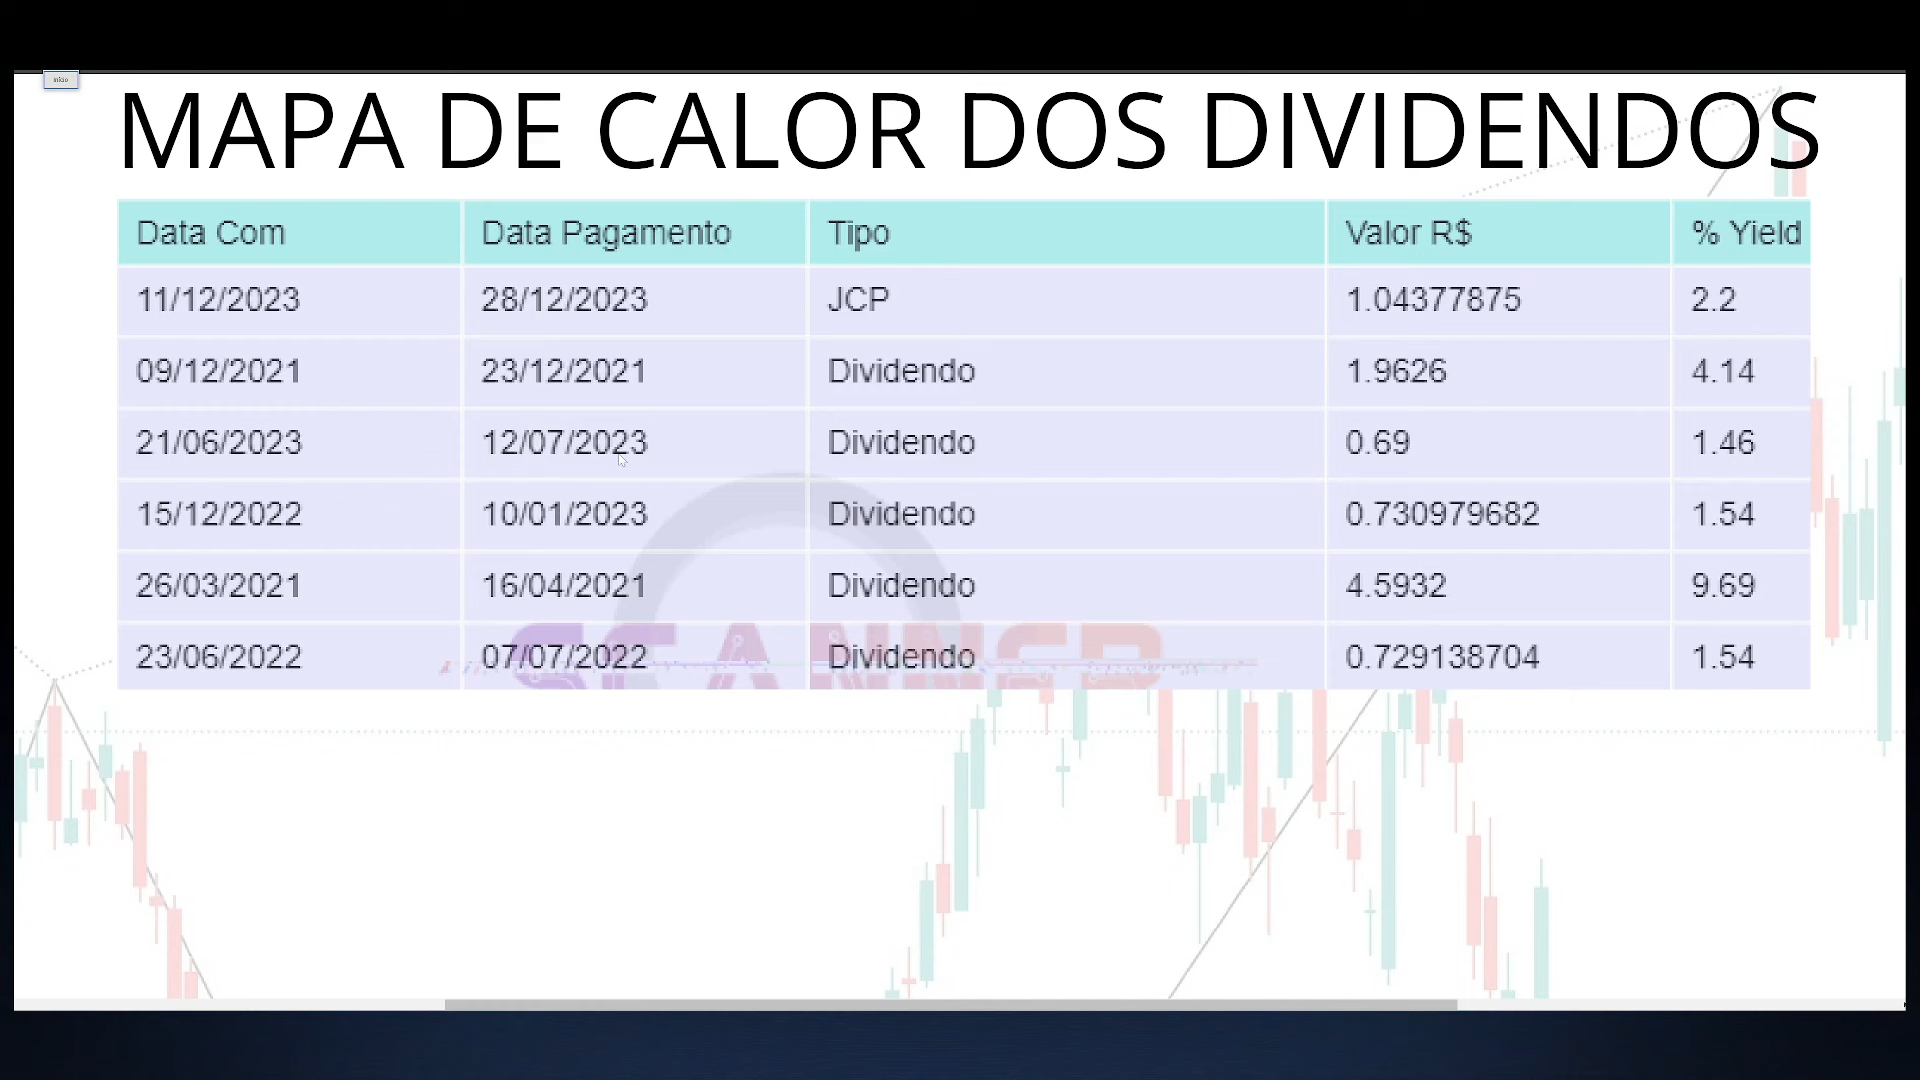 Início
MAPA DE CALOR DOS DIVIDENDOS
Data Com Data Pagamento Tipo Valor R$ % Yield
11/12/2023 28/12/2023 JCP 1.04377875 2.2
09/12/2021 23/12/2021 Dividendo 1.9626 4.14
21/06/2023 12/07/2023 Dividendo 0.69 1.46
15/12/2022 10/01/2023 Dividendo 0.730979682 1.54
26/03/2021 16/04/2021 Dividendo 4.5932 9.69
23/06/2022 07/07/2022 Dividendo 0.729138704 1.54
SCANNER